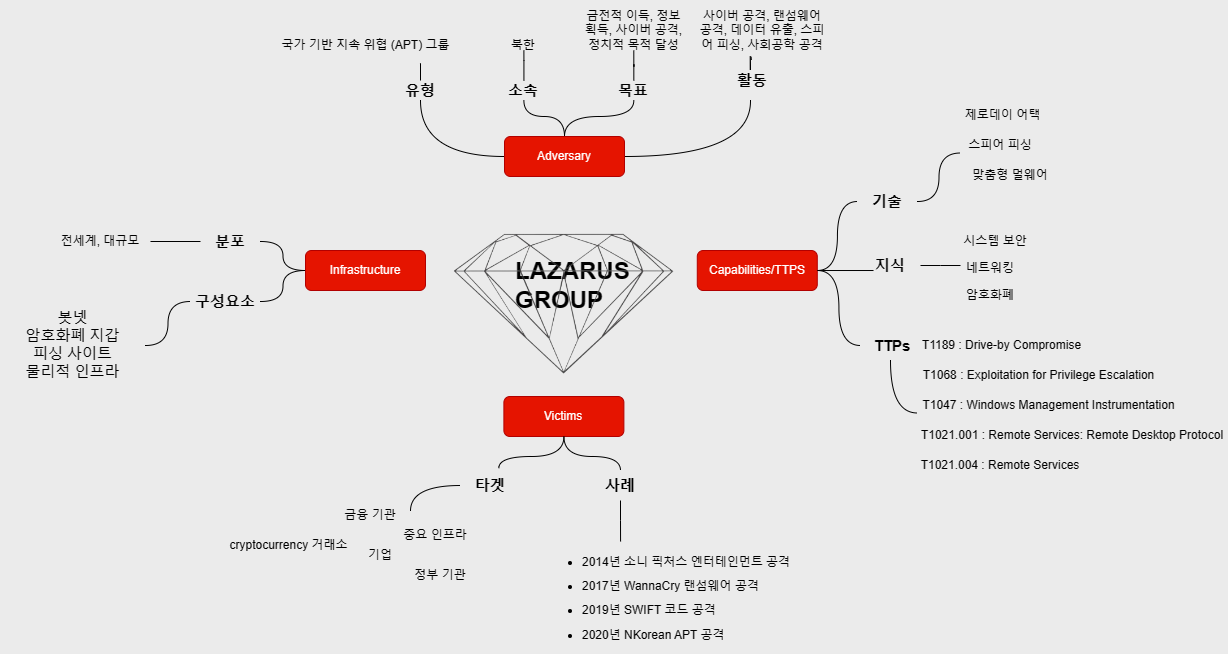 국가 기반 지속 위협 (APT) 그룹
유형
북한
소속
금전적 이득, 정보
획득, 사이버 공격,
정치적 목적 달성
목표
사이버 공격, 랜섬웨어
공격, 데이터 유출, 스피
어 피싱, 사회공학 공격
활동
Adversary
전세계, 대규모
분포
구성요소
봇넷
암호화폐 지갑
피싱 사이트
물리적 인프라
Infrastructure
LAZARUS
GROUP
Capabilities/TTPS
기술
제로데이 어택
스피어 피싱
맞춤형 멀웨어
지식
시스템 보안
네트워킹
암호화폐
TTPs
T1189 : Drive-by Compromise
T1068 : Exploitation for Privilege Escalation
T1047 : Windows Management Instrumentation
T1021.001 : Remote Services: Remote Desktop Protocol
T1021.004 : Remote Services
Victims
타겟
금융 기관
중요 인프라
cryptocurrency 거래소
기업
정부 기관
사례
• 2014년 소니 픽처스 엔터테인먼트 공격
• 2017년 WannaCry 랜섬웨어 공격
• 2019년 SWIFT 코드 공격
• 2020년 NKorean APT 공격